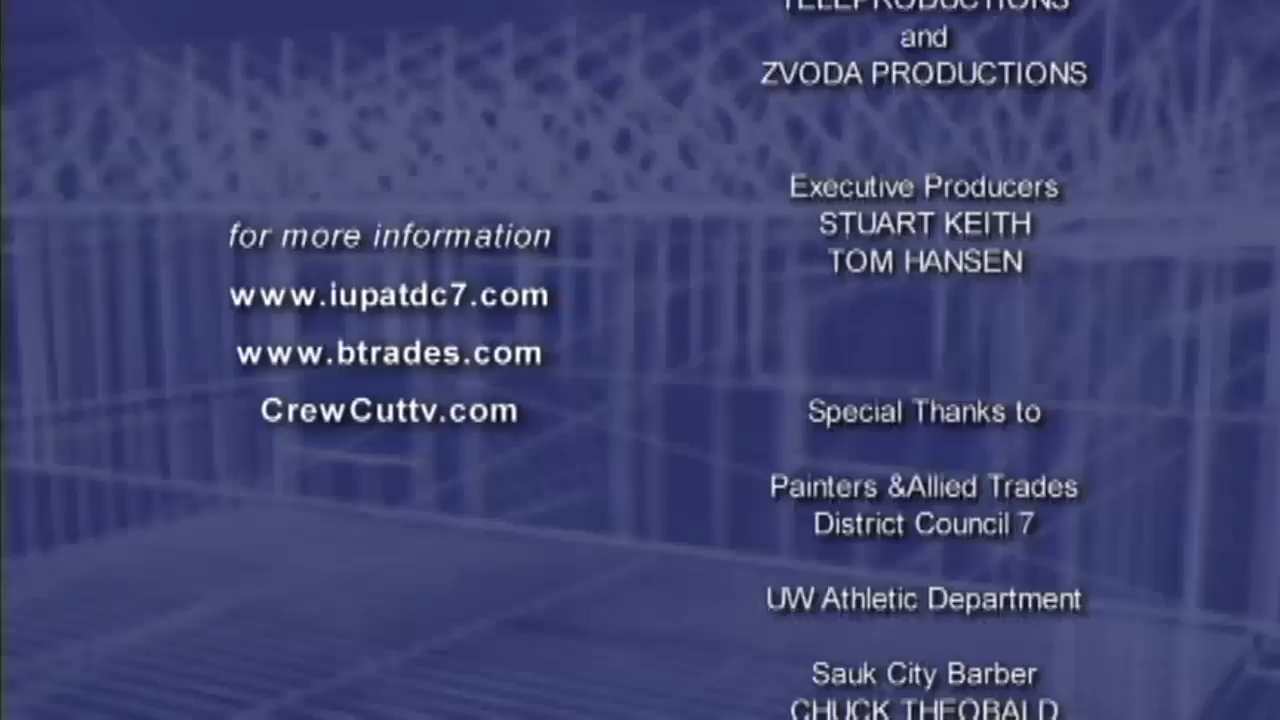 for more information
www.iupatdc7.com
www.btrades.com
CrewCuttv.com
TELEPRODUCTIONS
and
ZVODA PRODUCTIONS
Executive Producers
STUART KEITH
TOM HANSEN
Special Thanks to
Painters &Allied Trades
District Council 7
UW Athletic Department
Sauk City Barber
CHUCK THEOBALD